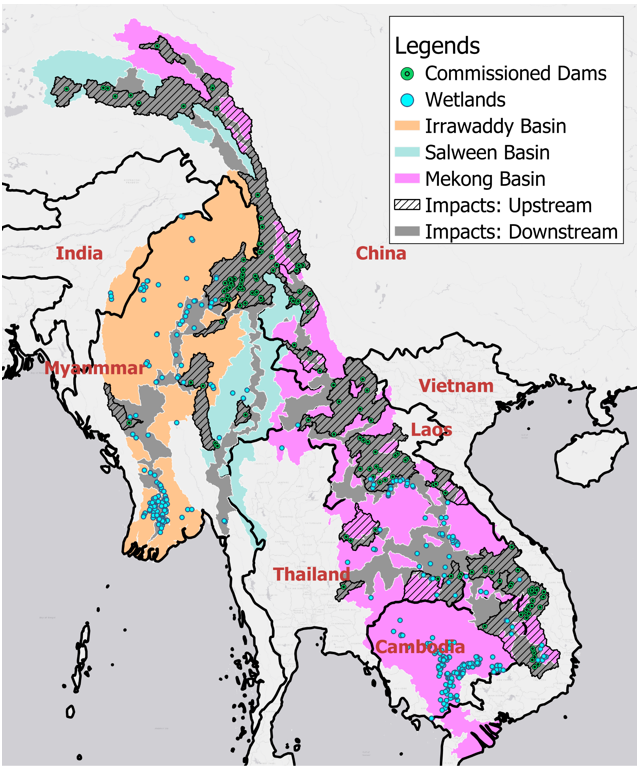 Legends
Commissioned Dams
Wetlands
Irrawaddy Basin
Salween Basin
Mekong Basin
Impacts: Upstream
Impacts: Downstream
India
China
Myanmmar
Vietnam
Laos
Thailand
Cambodia